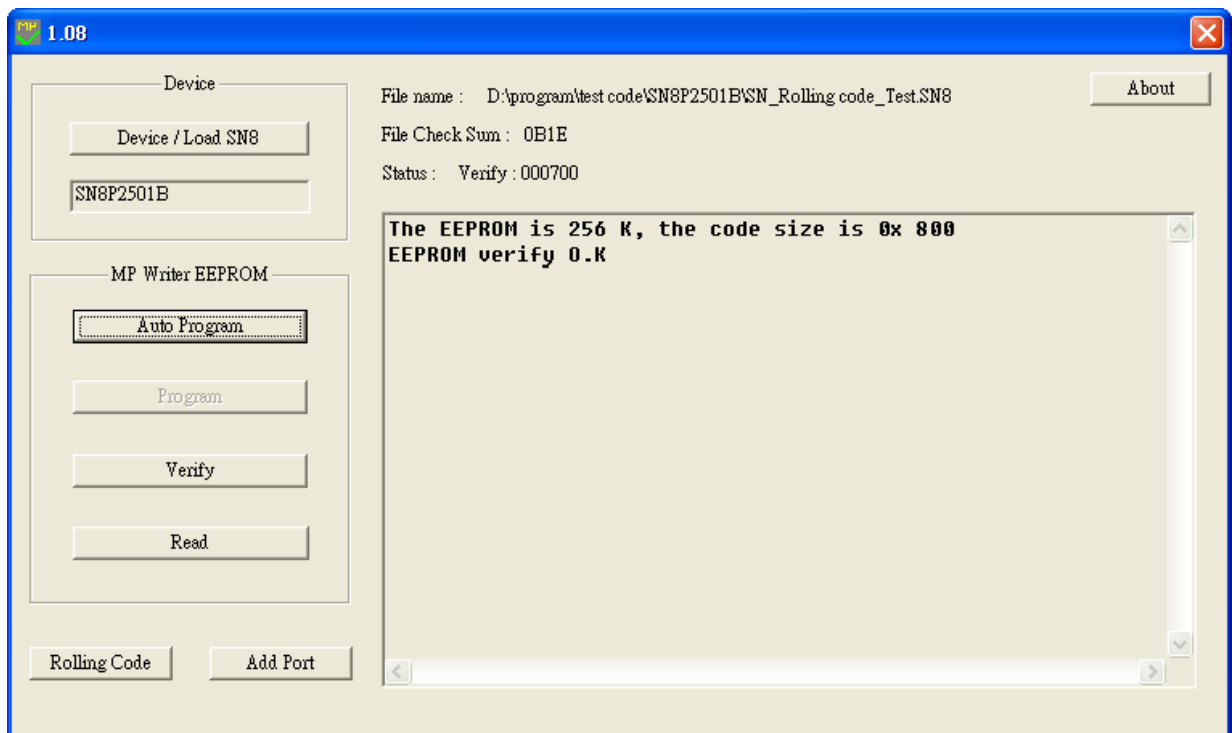 MP 1.08
Device
Device / Load SN8
SN8P2501B
File name : D:\program\test code\SN8P2501B\SN_Rolling code_Test.SN8
About
File Check Sum : 0B1E
Status : Verify : 000700
The EEPROM is 256 K, the code size is 0x 800
EEPROM verify O.K
MP Writer EEPROM
Auto Program
Program
Verify
Read
Rolling Code
Add Port